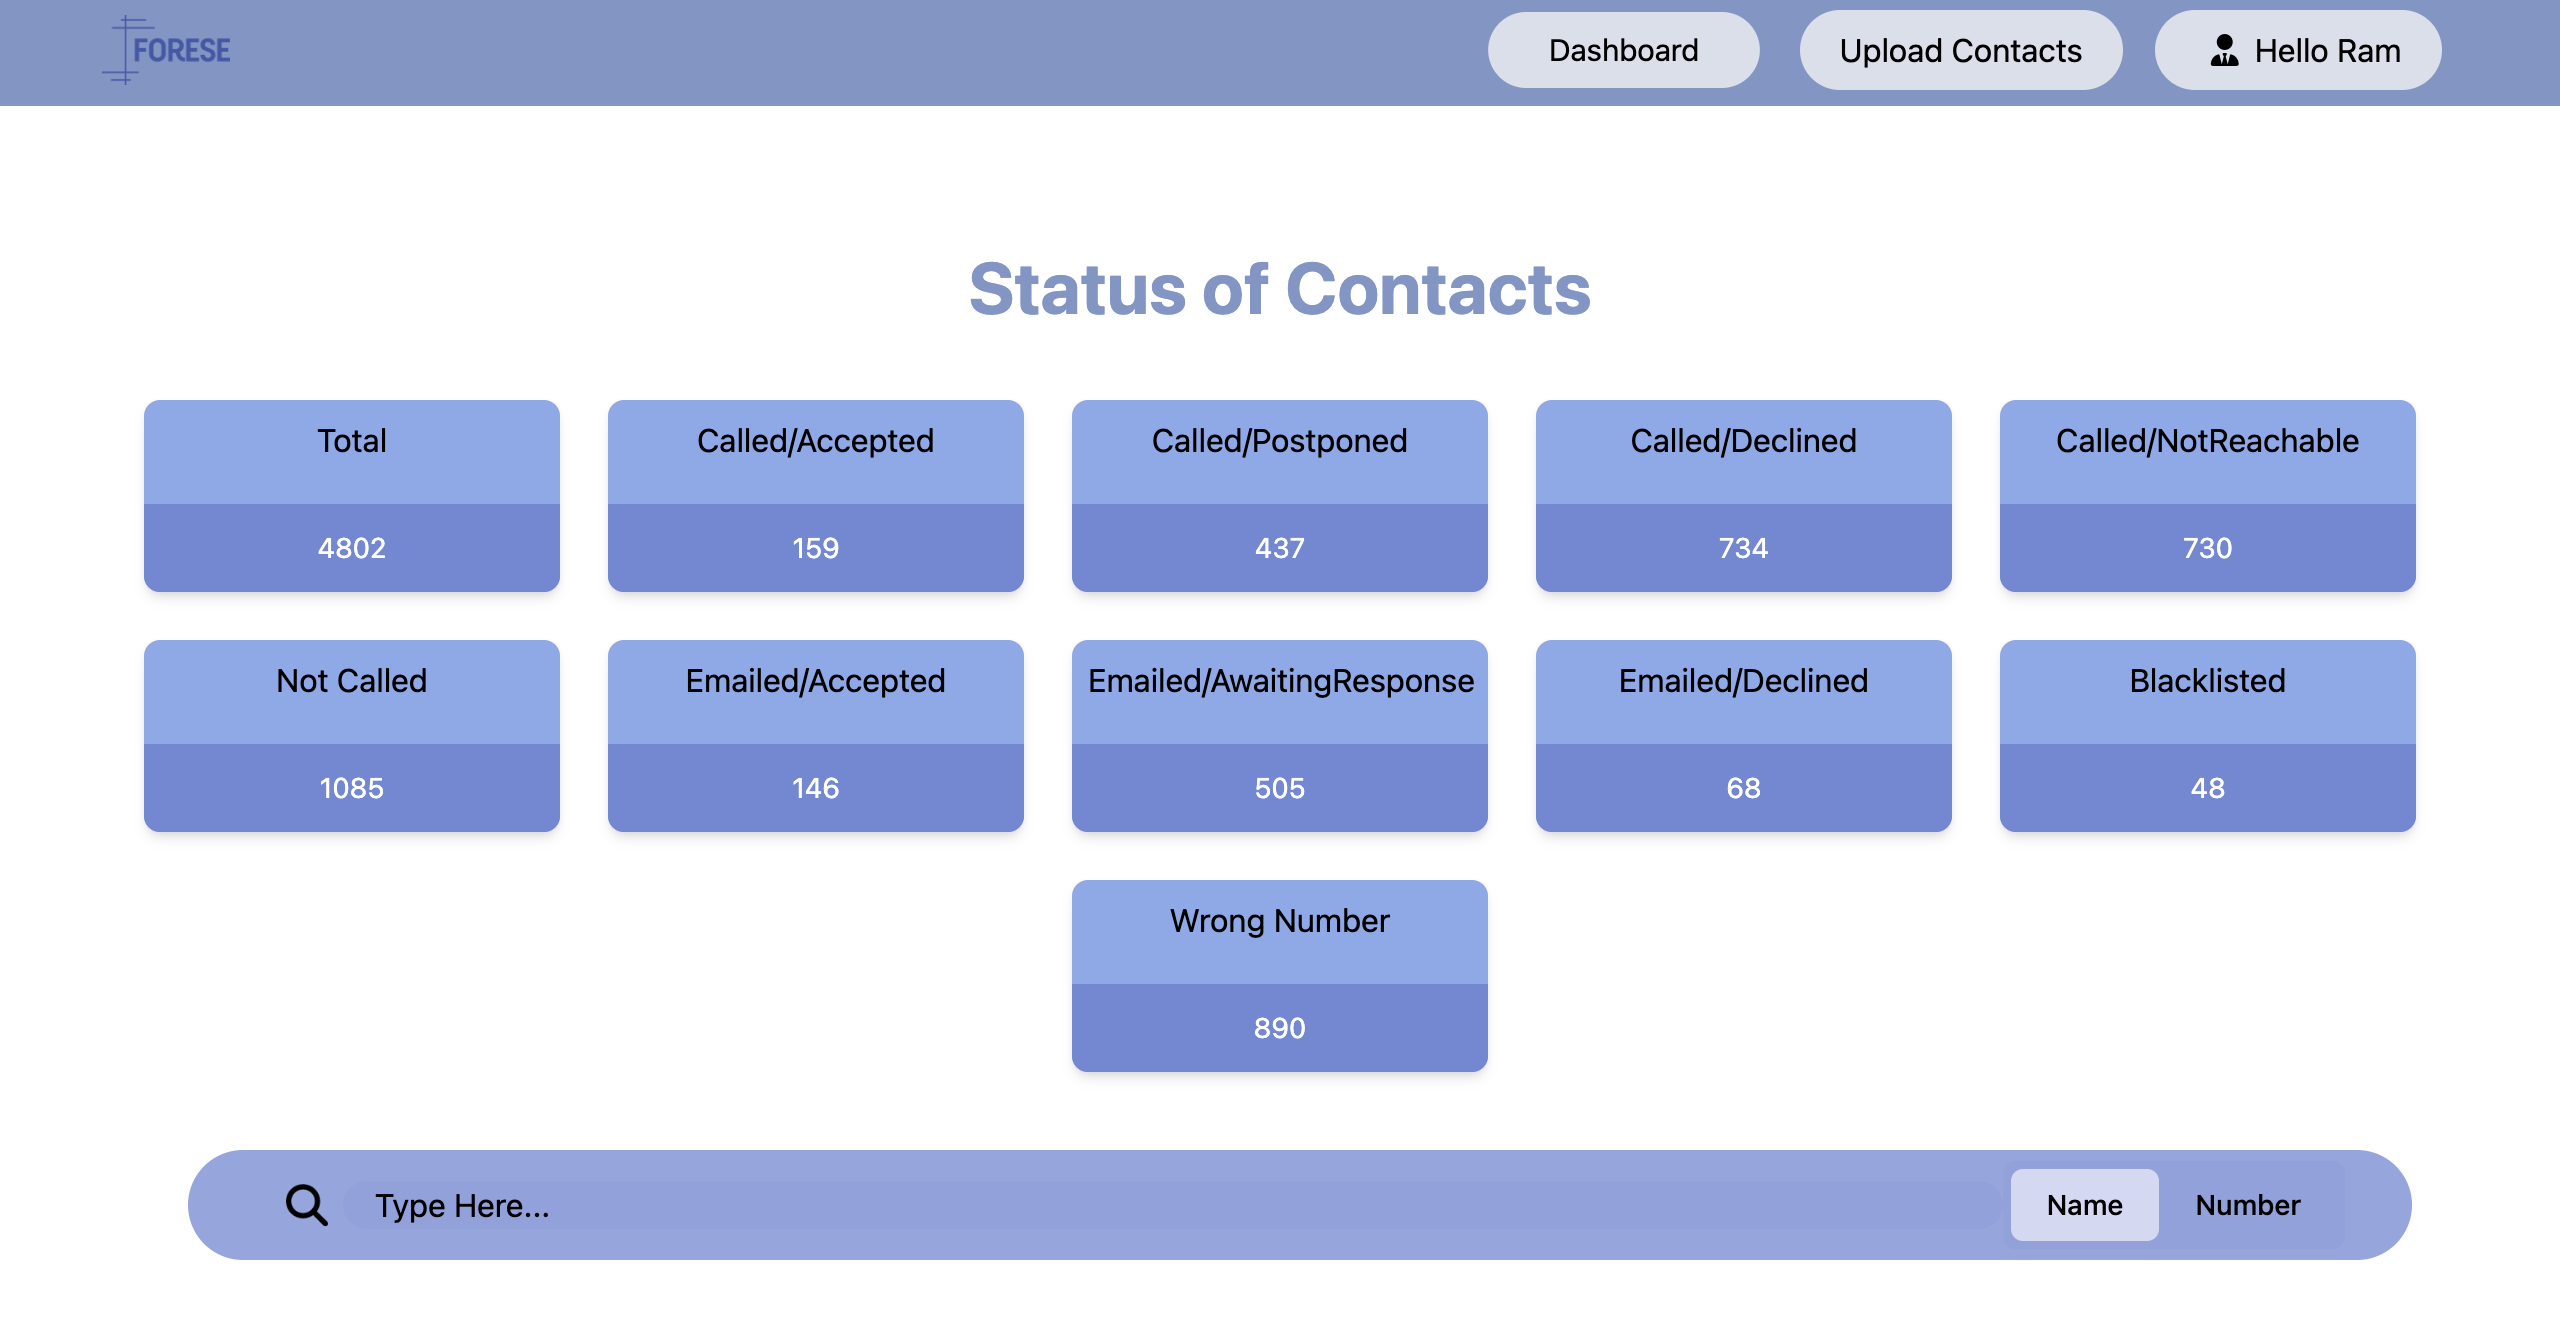 FORESE
Dashboard
Upload Contacts
Hello Ram
Status of Contacts
Total
4802
Called/Accepted
159
Called/Postponed
437
Called/Declined
734
Called/NotReachable
730
Not Called
1085
Emailed/Accepted
146
Emailed/AwaitingResponse
505
Emailed/Declined
68
Blacklisted
48
Wrong Number
890
Type Here...
Name
Number